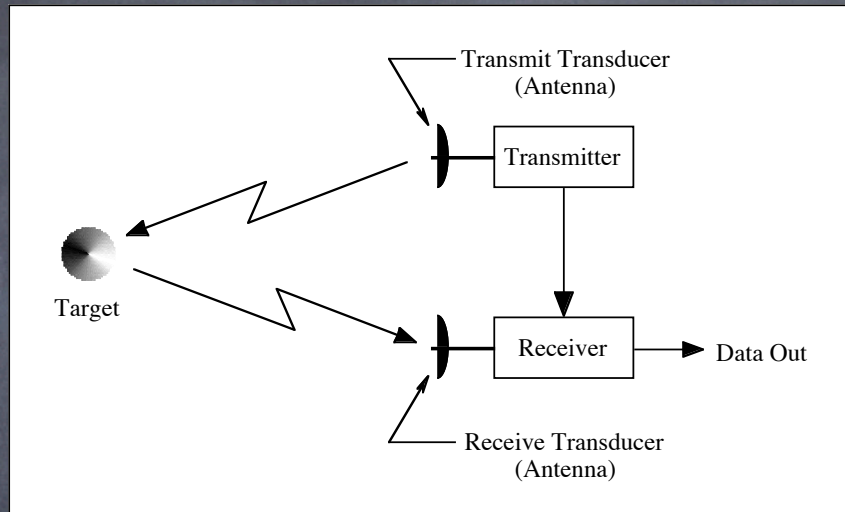 Transmit Transducer
(Antenna)
Transmitter
Target
Receiver
Data Out
Receive Transducer
(Antenna)